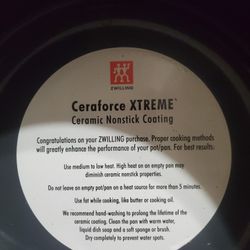 ZWILLING
Ceraforce XTREME™
Ceramic Nonstick Coating
Congratulations on your ZWILLING purchase. Proper cooking methods
will greatly enhance the performance of your pot/pan. For best results:
Use medium to low heat. High heat on an empty pan may
diminish ceramic nonstick properties.
Do not leave an empty pot/pan on a heat source for more than 5 minutes.
Use fat while cooking, like butter or cooking oil.
We recommend hand-washing to prolong the lifetime of the
ceramic coating. Clean the pan with warm water,
liquid dish soap and a soft sponge or brush.
Dry completely to prevent water spots.